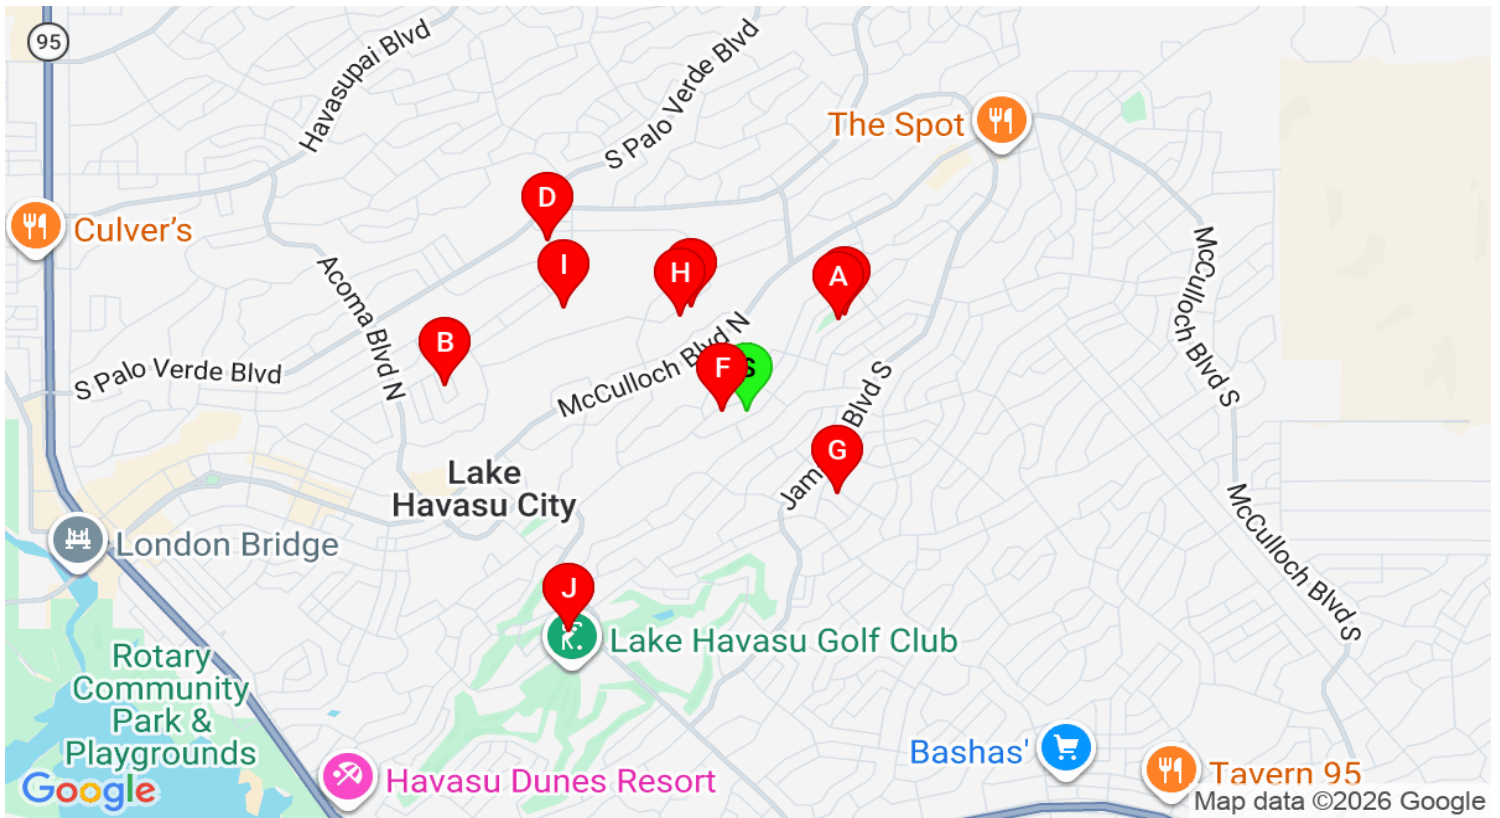 95
Havasupai Blvd
S Palo Verde Blvd
The Spot
D
Culver's
I
H
A
McCulloch Blvd S
Acoma Blvd N
B
McCulloch Blvd N
F
S
S Palo Verde Blvd
Blvd S
G
Jam
Lake
Havasu City
McCulloch Blvd S
London Bridge
J
Lake Havasu Golf Club
Rotary
Community
Park &
Playgrounds
Bashas'
Havasu Dunes Resort
Tavern 95
Google
Map data ©2026 Google